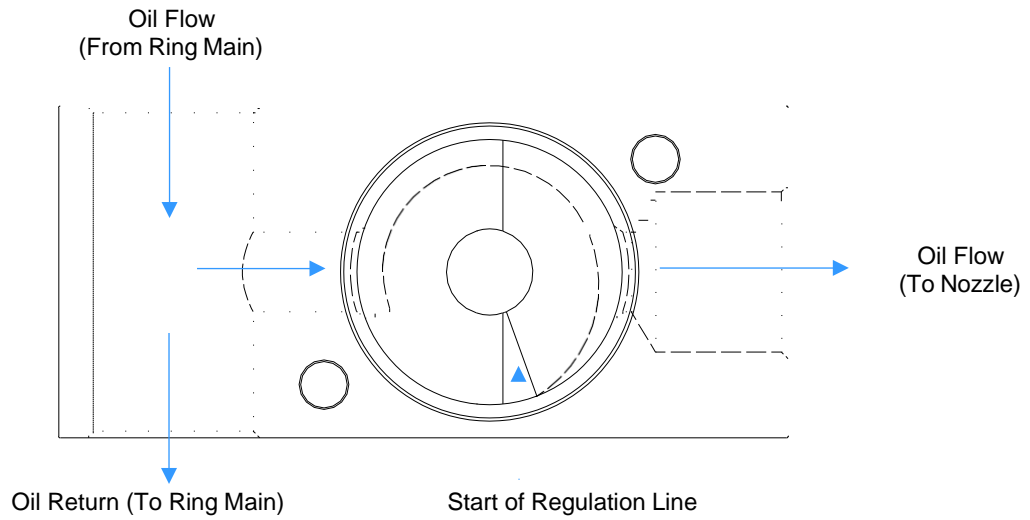 Oil Flow
(From Ring Main)
Oil Flow
(To Nozzle)
Oil Return (To Ring Main)
Start of Regulation Line